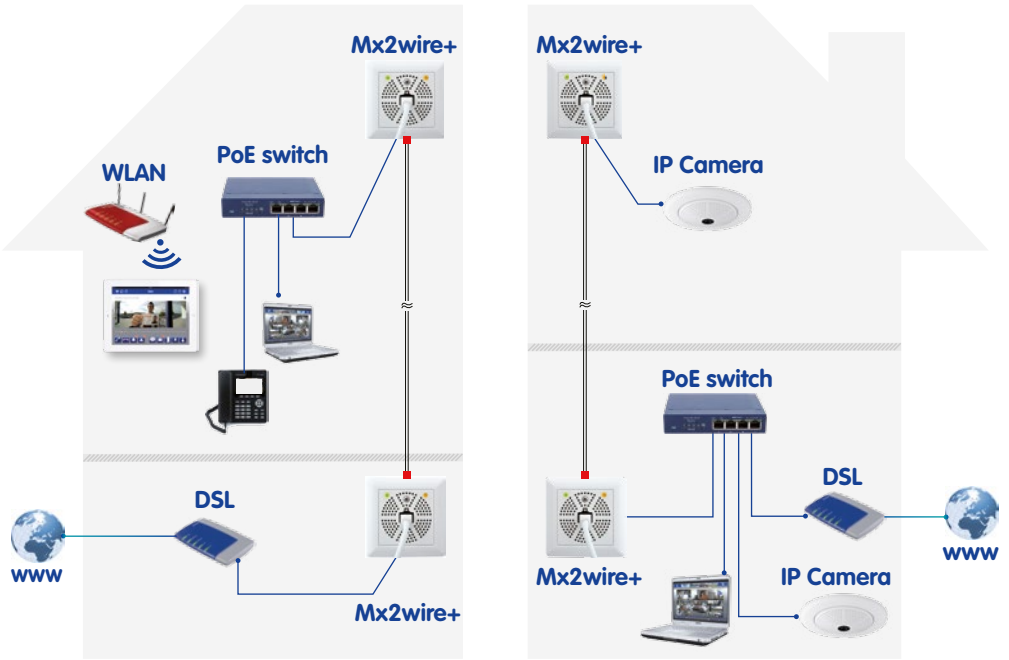 Mx2wire+
Mx2wire+
PoE switch
WLAN
IP Camera
PoE switch
DSL
DSL
www
www
Mx2wire+
IP Camera
Mx2wire+